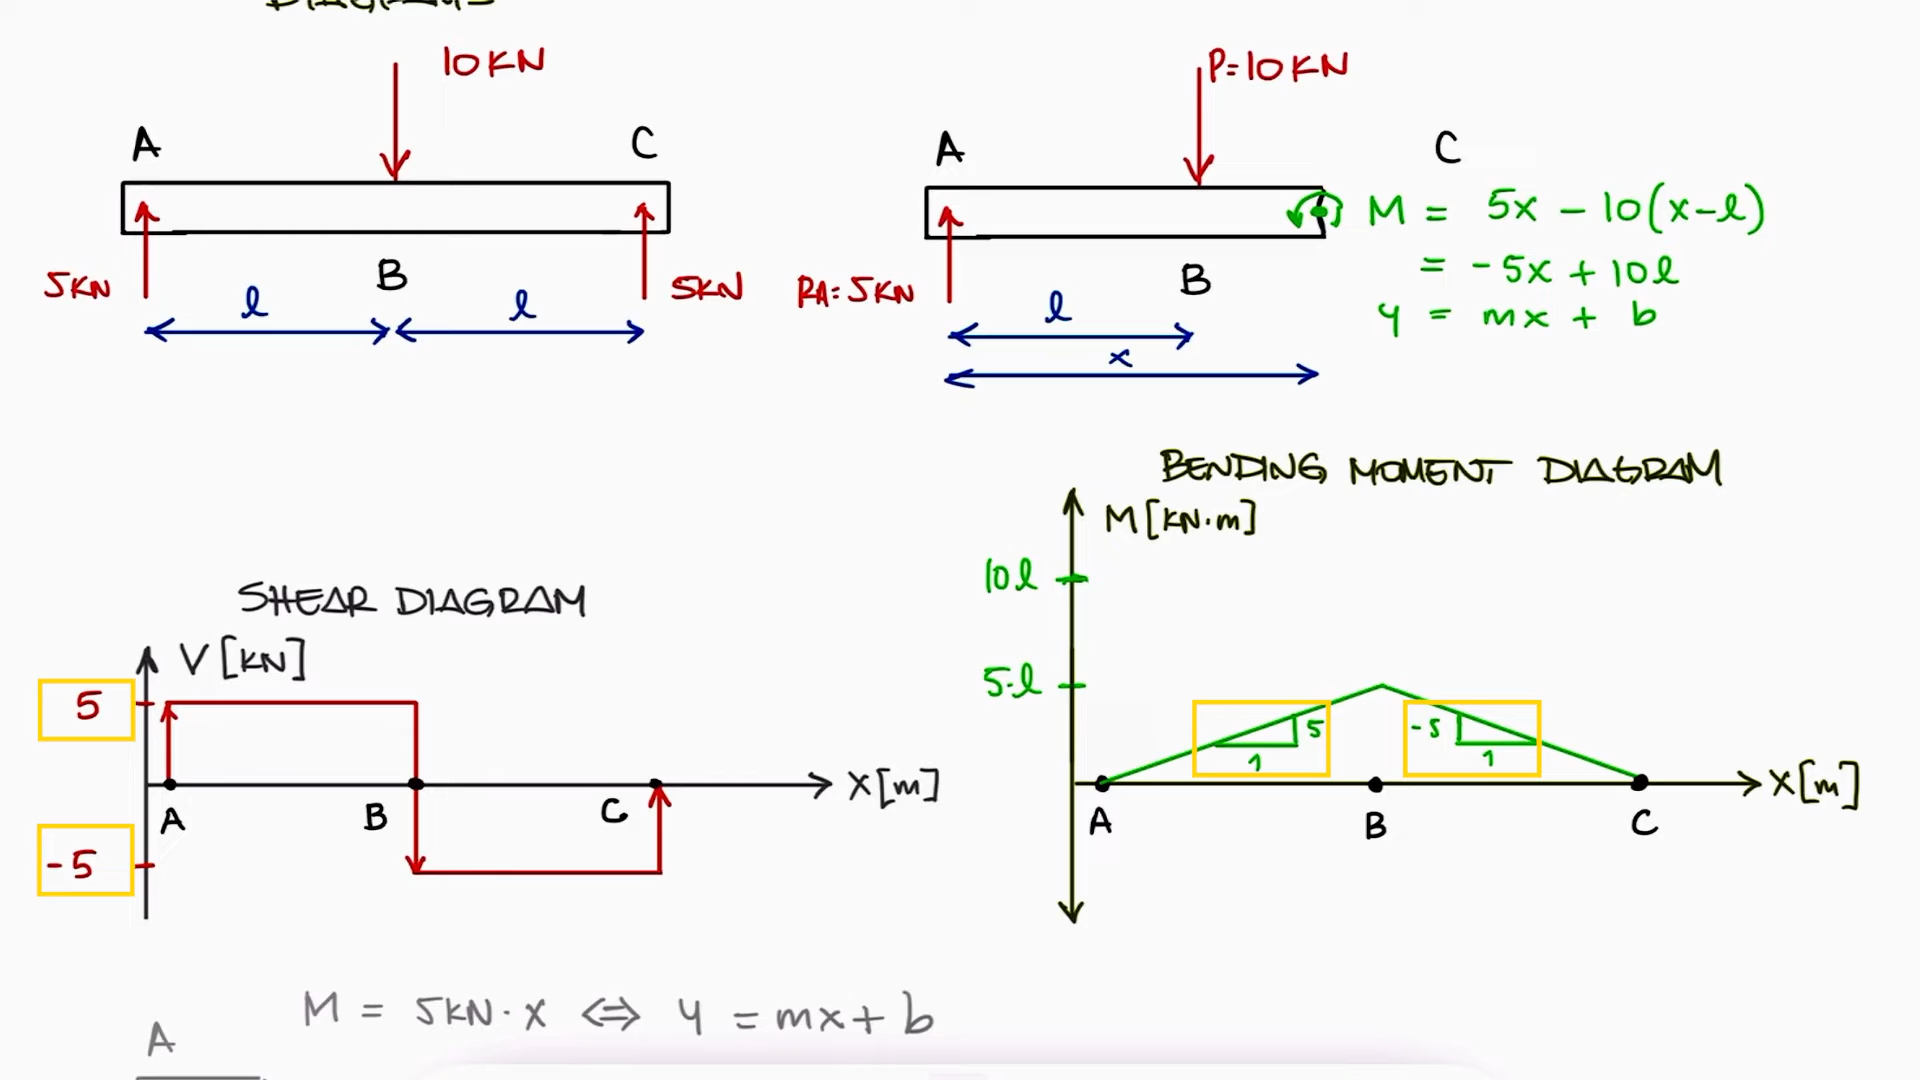 DIAGRAMS
10KN
A
C
5KN
B
5KN
l
l
P=10KN
A
C
M = 5x - 10(x-l)
= -5x + 10l
y = mx + b
RA=5KN
B
l
x
SHEAR DIAGRAM
V [KN]
5
-5
A
B
C
X[m]
BENDING MOMENT DIAGRAM
M[KN·m]
10l
5·l
5
1
-5
1
A
B
C
X[m]
M = 5KN·x ⇔ y = mx + b
A